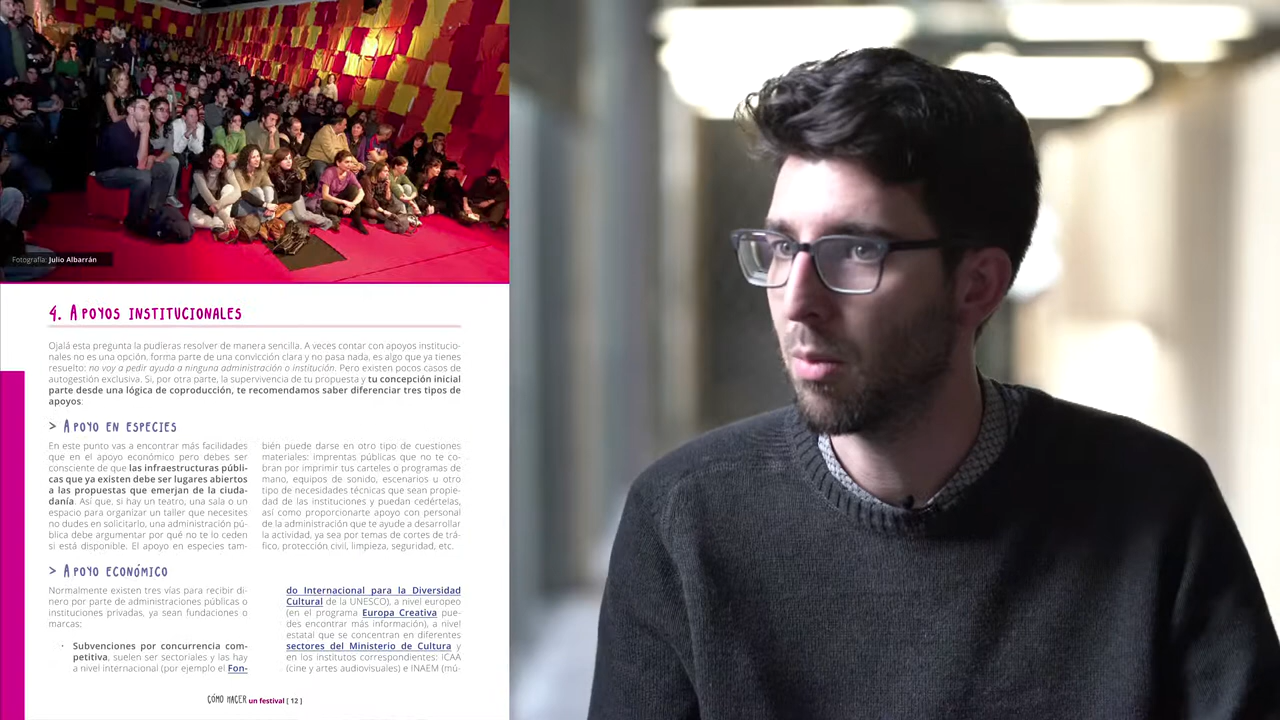 Fotografía: Julio Albarrán
4. Apoyos institucionales
Ojalá esta pregunta la pudieras resolver de manera sencilla. A veces contar con apoyos institucio-
nales no es una opción, forma parte de una convicción clara y no pasa nada, es algo que ya tienes
resuelto: no voy a pedir ayuda a ninguna administración o institución. Pero existen pocos casos de
autogestión exclusiva. Si, por otra parte, la supervivencia de tu propuesta y tu concepción inicial
parte desde una lógica de coproducción, te recomendamos saber diferenciar tres tipos de
apoyos:
> Apoyo en especies
En este punto vas a encontrar más facilidades
que en el apoyo económico pero debes ser
consciente de que las infraestructuras públi-
cas que ya existen debe ser lugares abiertos
a las propuestas que emerjan de la ciuda-
danía. Así que, si hay un teatro, una sala o un
espacio para organizar un taller que necesites
no dudes en solicitarlo, una administración pú-
blica debe argumentar por qué no te lo ceden
si está disponible. El apoyo en especies tam-
bién puede darse en otro tipo de cuestiones
materiales: imprentas públicas que no te co-
bran por imprimir tus carteles o programas de
mano, equipos de sonido, escenarios u otro
tipo de necesidades técnicas que sean propie-
dad de las instituciones y puedan cedértelas,
así como proporcionarte apoyo con personal
de la administración que te ayude a desarrollar
la actividad, ya sea por temas de cortes de trá-
fico, protección civil, limpieza, seguridad, etc.
> Apoyo económico
Normalmente existen tres vías para recibir di-
nero por parte de administraciones públicas o
instituciones privadas, ya sean fundaciones o
marcas:
· Subvenciones por concurrencia com-
petitiva, suelen ser sectoriales y las hay
a nivel internacional (por ejemplo el Fon-
do Internacional para la Diversidad
Cultural de la UNESCO), a nivel europeo
(en el programa Europa Creativa pue-
des encontrar más información), a nivel
estatal que se concentran en diferentes
sectores del Ministerio de Cultura y
en los institutos correspondientes: ICAA
(cine y artes audiovisuales) e INAEM (mú-
CÓMO HACER un festival [ 12 ]